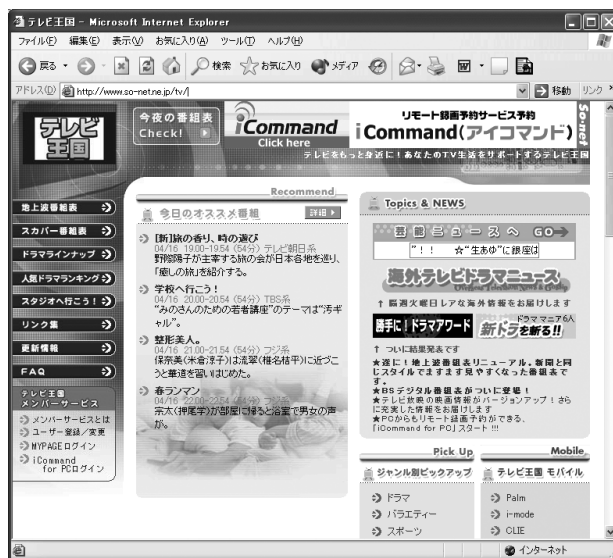 テレビ王国 - Microsoft Internet Explorer
ファイル(F) 編集(E) 表示(V) お気に入り(A) ツール(T) ヘルプ(H)
戻る 検索 お気に入り メディア
アドレス(D) http://www.so-net.ne.jp/tv/ 移動 リンク
テレビ王国
今夜の番組表
Check!
iCommand
Click here
リモート録画予約サービス予約
iCommand(アイコマンド)
So-net
テレビをもっと身近に!あなたのTV生活をサポートするテレビ王国
地上波番組表
スカパー番組表
ドラマラインナップ
人気ドラマランキング
スタジオへ行こう!
リンク集
更新情報
FAQ
テレビ王国
メンバーサービス
メンバーサービスとは
ユーザー登録/変更
MYPAGEログイン
iCommand
for PCログイン
Recommend
今日のオススメ番組
詳細
[新]旅の香り、時の遊び
04/16 19:00-19:54 (54分) テレビ朝日系
野際陽子が主宰する旅の会が日本各地を巡り、
「癒しの旅」を紹介する。
学校へ行こう!
04/16 20:00-20:54 (54分) TBS系
“みのさんのための若者講座”のテーマは“汚ギ
ャル”。
整形美人。
04/16 21:00-21:54 (54分) フジ系
保奈美(米倉涼子)は流翠(椎名桔平)に近づこ
うと華道を習いはじめた。
春ランマン
04/16 22:00-22:54 (54分) フジ系
宗太(押尾学)が部屋に帰ると浴室で男女の声
が。
Topics & NEWS
芸能ニュースへ GO
"!! ☆“生あゆ”に銀座は
海外テレビドラマニュース
↑ 隔週火曜日レアな海外情報をお届けします
勝手に!ドラマアワード
ドラママニア6人
新ドラを斬る!!
↑ ついに結果発表です
★遂に!地上波番組表リニューアル。新聞と同
じスタイルでますます見やすくなった番組表で
す。
★BSデジタル番組表がついに登場!
★テレビ放映の映画情報がバージョンアップ!さら
に充実した情報をお届けします
★PCからもリモート録画予約ができる、
「iCommand for PC」スタート!!!
Pick Up
ジャンル別ピックアップ
ドラマ
バラエティー
スポーツ
Mobile
テレビ王国 モバイル
Palm
i-mode
CLIE
インターネット